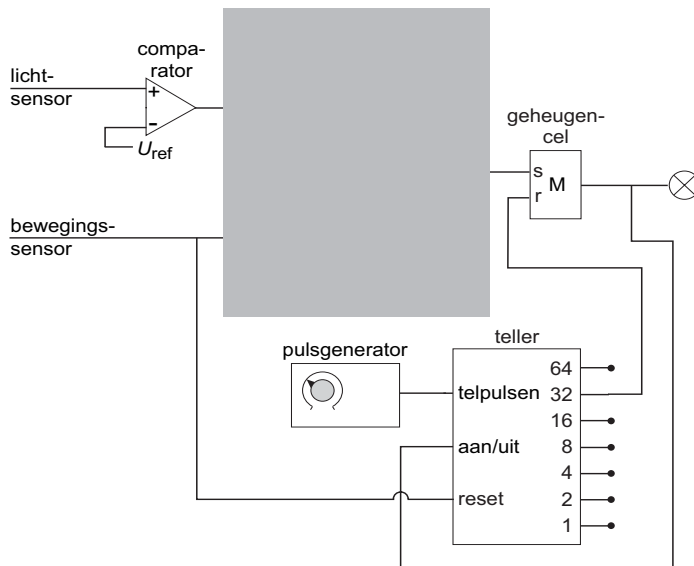 compa-
rator
licht-
sensor
+
-
U ref
geheugen-
cel
s
M
r
bewegings-
sensor
teller
pulsgenerator
64
telpulsen
32
16
aan/uit
8
4
reset
2
1